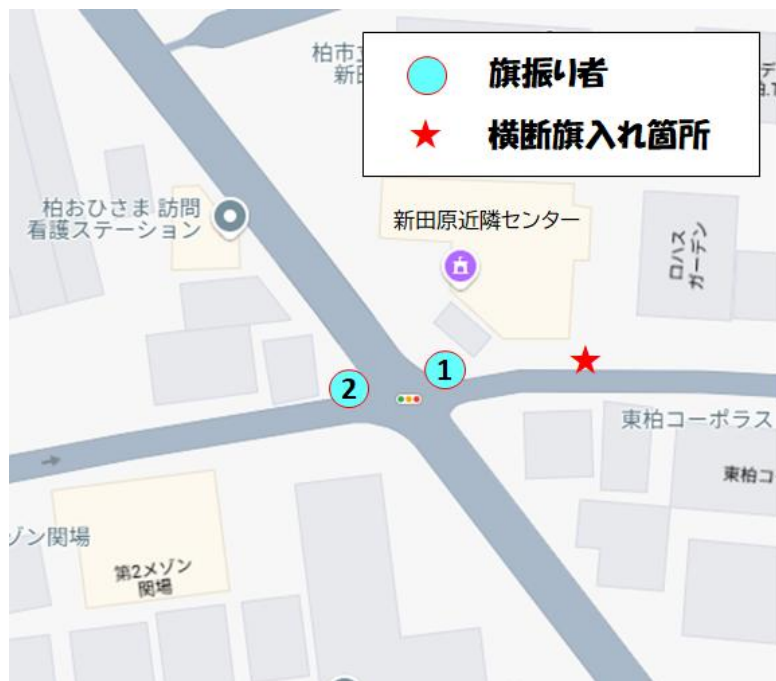 柏市立
新田
旗振り者
横断旗入れ箇所
柏おひさま 訪問
看護ステーション
新田原近隣センター
ロハス
ガーデン
1
2
東柏コーポラス
東柏コー
ゾン関場
第2メゾン
関場